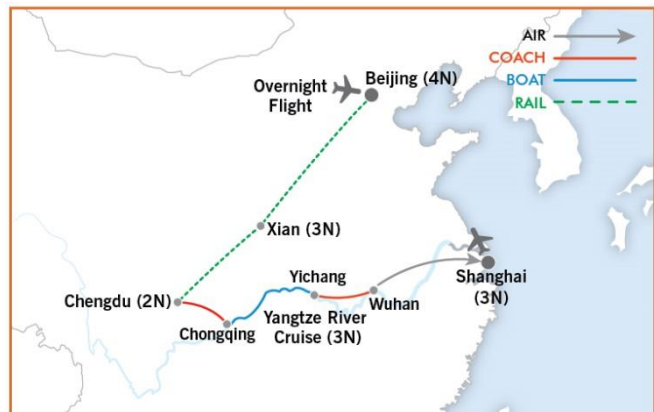 AIR
COACH
BOAT
RAIL
Overnight
Flight
Beijing (4N)
Xian (3N)
Chengdu (2N)
Chongqing
Yichang
Yangtze River
Cruise (3N)
Wuhan
Shanghai
(3N)